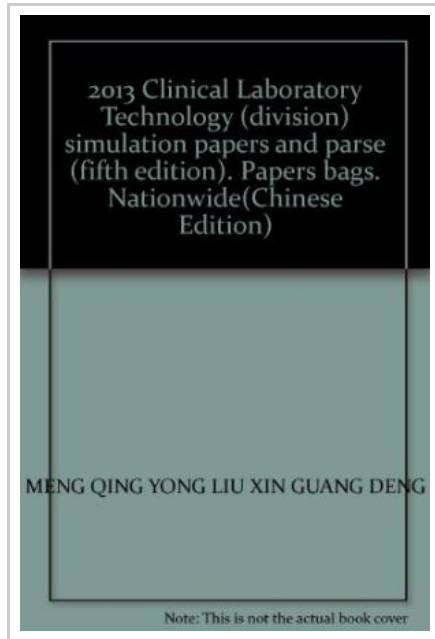 2013 Clinical Laboratory
Technology (division)
simulation papers and parse
(fifth edition). Papers bags.
Nationwide(Chinese
Edition)
MENG QING YONG LIU XIN GUANG DENG
Note: This is not the actual book cover